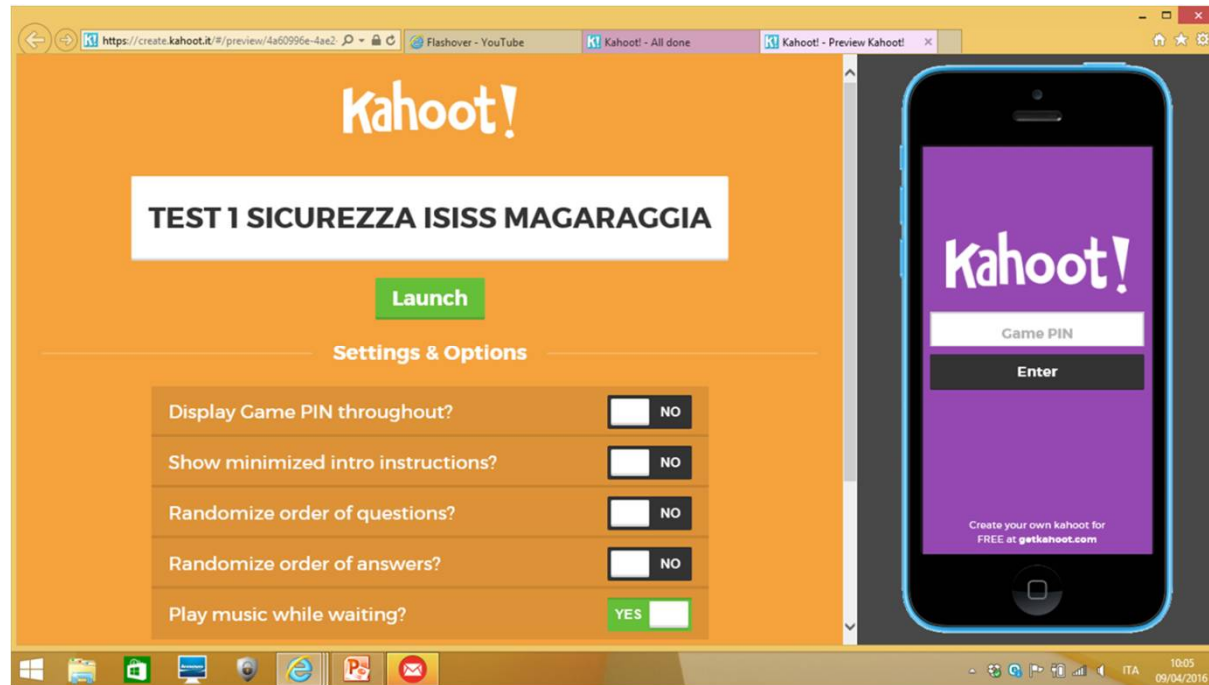 https://create.kahoot.it/#/preview/4a60996e-4ae2-
Flashover - YouTube
Kahoot! - All done
Kahoot! - Preview Kahoot!
Kahoot!
TEST 1 SICUREZZA ISISS MAGARAGGIA
Launch
Settings & Options
Display Game PIN throughout? NO
Show minimized intro instructions? NO
Randomize order of questions? NO
Randomize order of answers? NO
Play music while waiting? YES
Kahoot!
Game PIN
Enter
Create your own kahoot for
FREE at getkahoot.com
ITA
10:05
09/04/2016